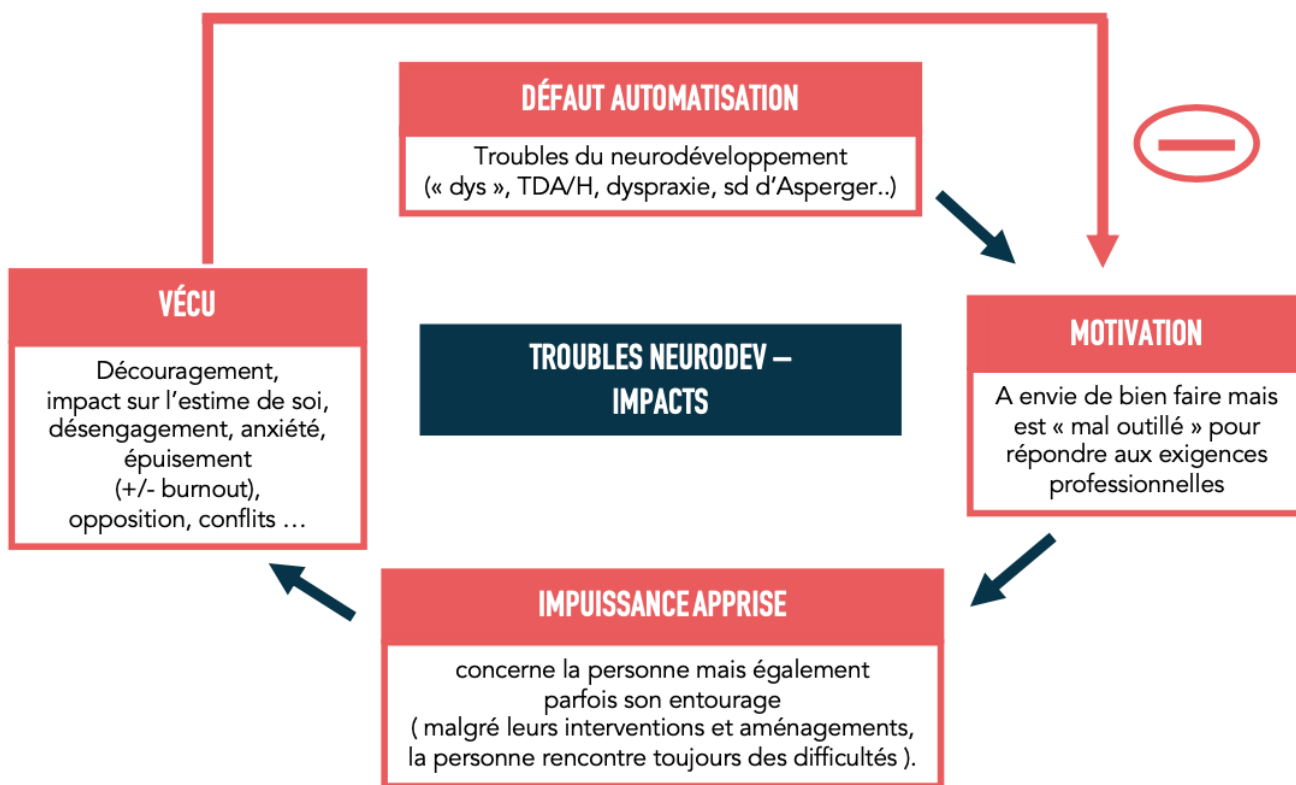 DÉFAUT AUTOMATISATION
Troubles du neurodéveloppement
(« dys », TDA/H, dyspraxie, sd d’Asperger..)
VÉCU
Découragement,
impact sur l’estime de soi,
désengagement, anxiété,
épuisement
(+/- burnout),
opposition, conflits …
TROUBLES NEURODEV –
IMPACTS
MOTIVATION
A envie de bien faire mais
est « mal outillé » pour
répondre aux exigences
professionnelles
IMPUISSANCE APPRISE
concerne la personne mais également
parfois son entourage
( malgré leurs interventions et aménagements,
la personne rencontre toujours des difficultés ).